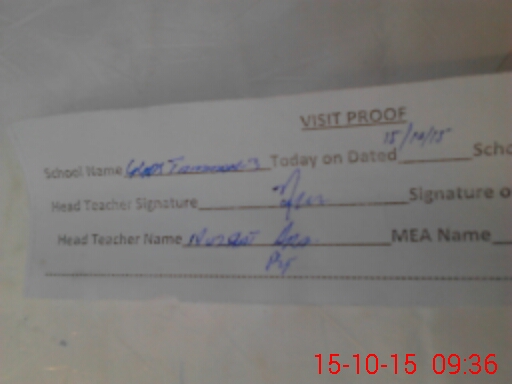 VISIT PROOF
School Name Today on Dated 15/10/15 Scho
Head Teacher Signature Signature o
Head Teacher Name Nuzhat MEA Name
15-10-15 09:36